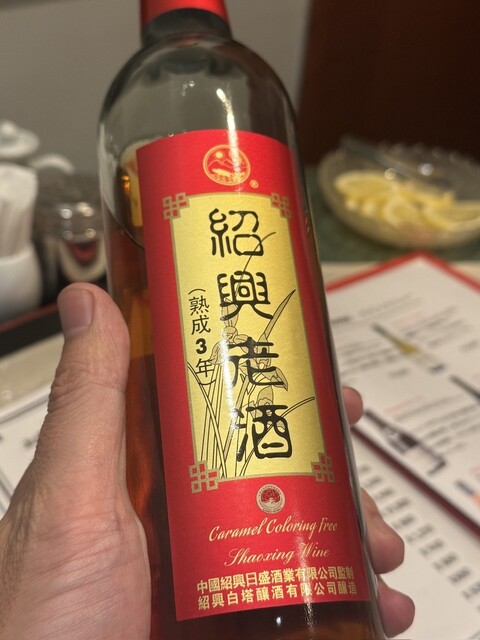 紹興老酒
(熟成3年)
Caramel Coloring Free
Shaoxing Wine
中國紹興日盛酒業有限公司監制
紹興白塔釀酒有限公司釀造
®